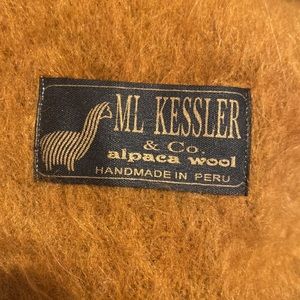 ML KESSLER
& Co.
alpaca wool
HANDMADE IN PERU